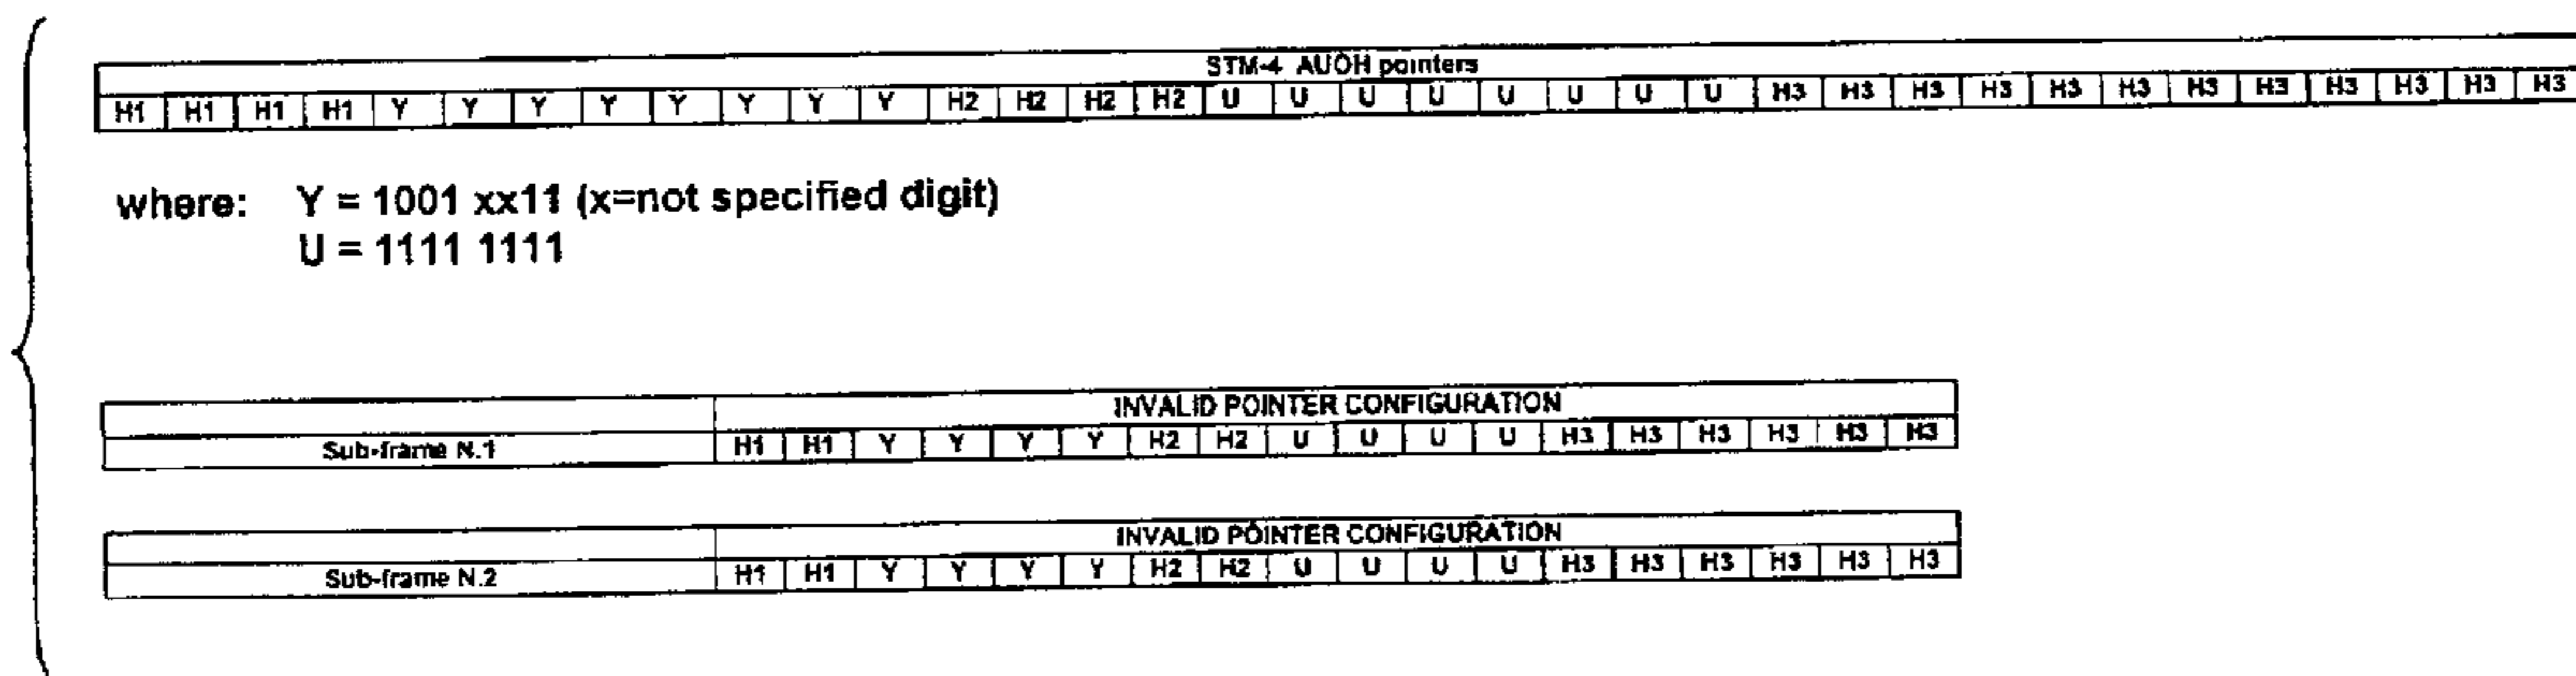 STM-4 AUOH pointers
H1 H1 H1 H1 Y Y Y Y Y Y Y Y H2 H2 H2 H2 U U U U U U U U H3 H3 H3 H3 H3 H3 H3 H3 H3 H3 H3 H3
where: Y = 1001 xx11 (x=not specified digit)
U = 1111 1111
INVALID POINTER CONFIGURATION
Sub-frame N.1 H1 H1 Y Y Y Y H2 H2 U U U U H3 H3 H3 H3 H3 H3
INVALID POINTER CONFIGURATION
Sub-frame N.2 H1 H1 Y Y Y Y H2 H2 U U U U H3 H3 H3 H3 H3 H3